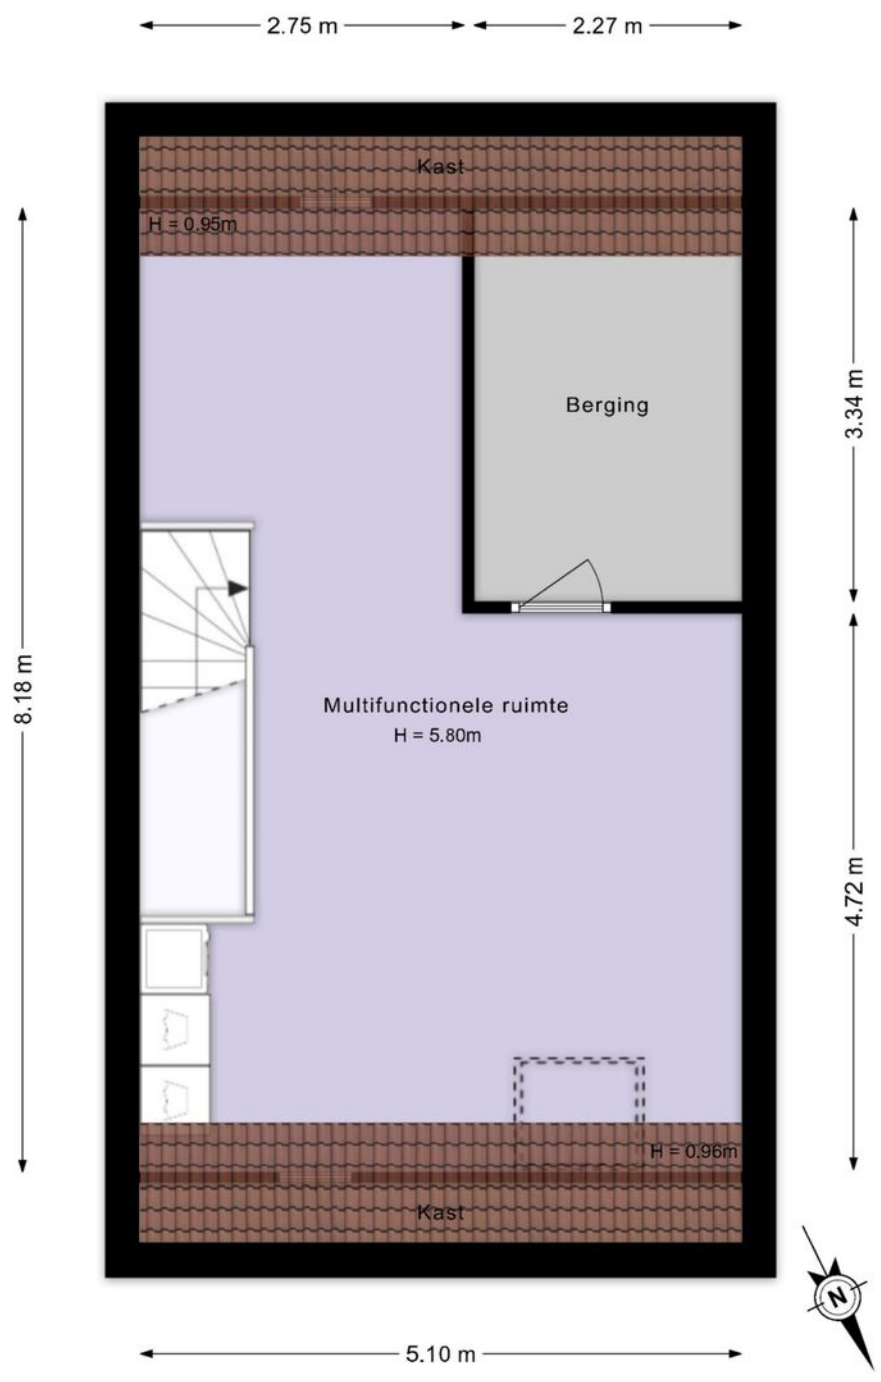 2.75 m
2.27 m
Kast
H = 0.95m
3.34 m
Berging
8.18 m
Multifunctionele ruimte
H = 5.80m
4.72 m
H = 0.96m
Kast
N
5.10 m